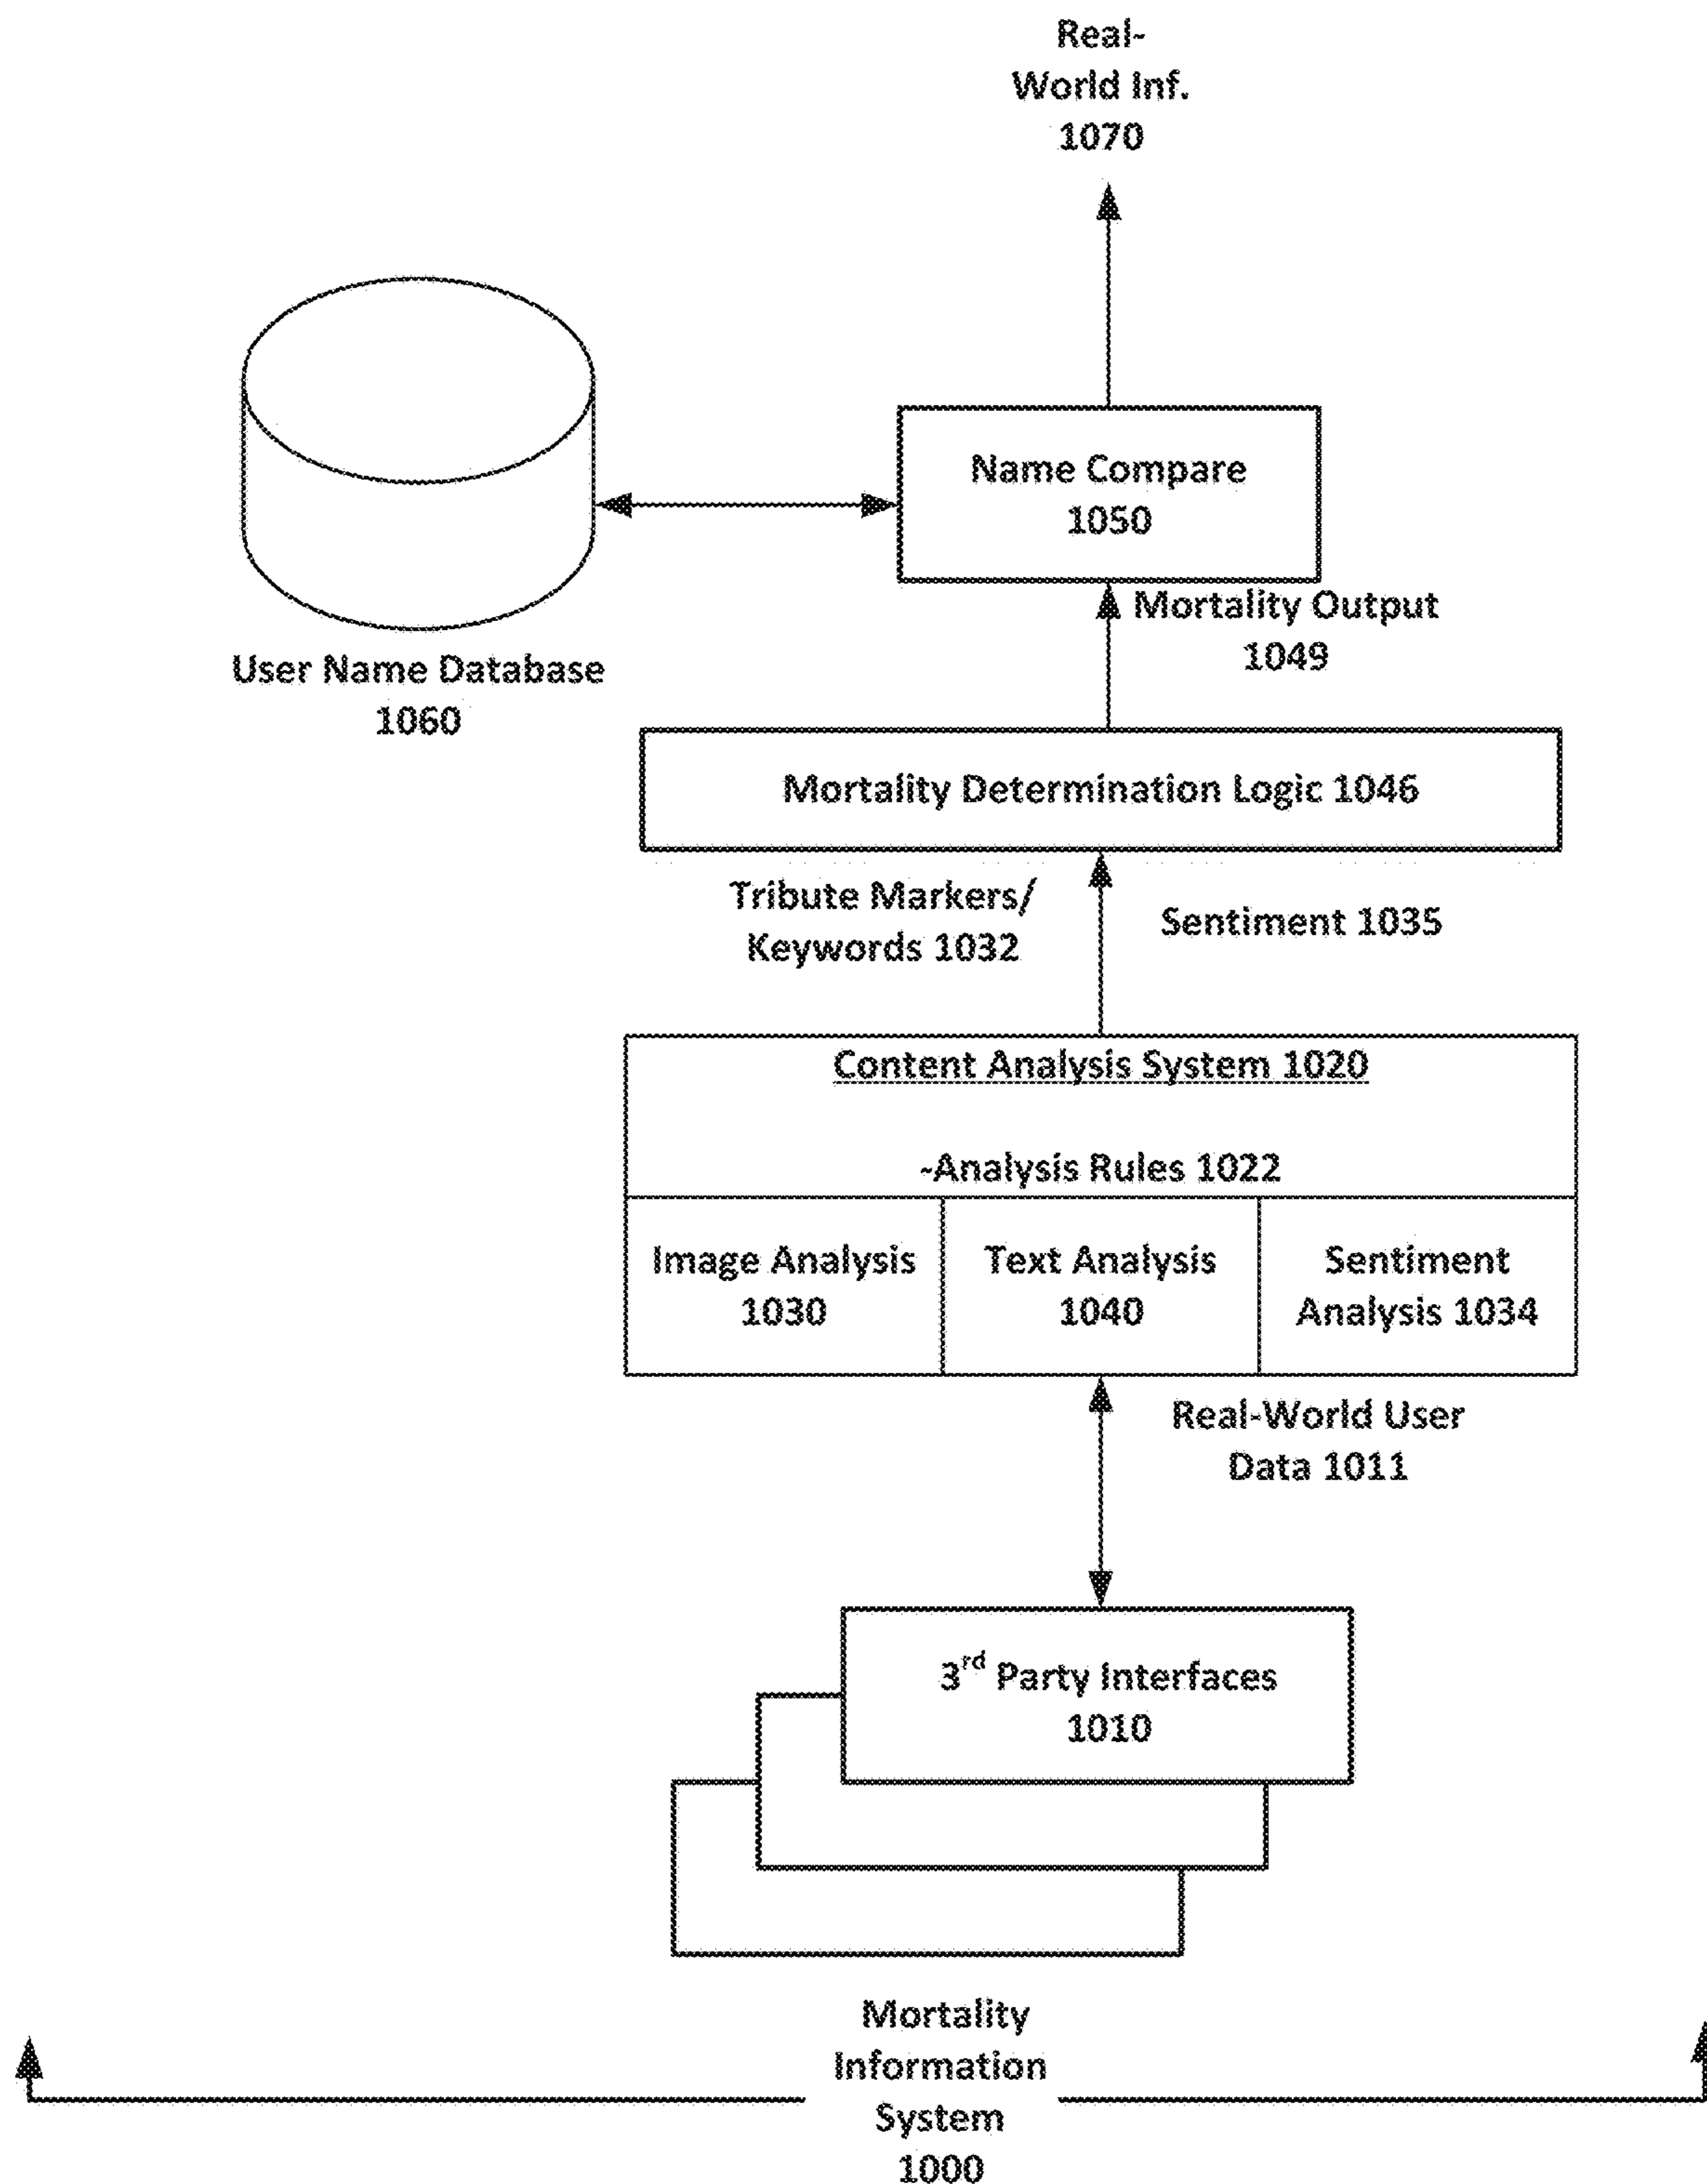 Real-
World Inf.
1070
Name Compare
1050
Mortality Output
1049
User Name Database
1060
Mortality Determination Logic 1046
Tribute Markers/
Keywords 1032
Sentiment 1035
Content Analysis System 1020
-Analysis Rules 1022
Image Analysis
1030
Text Analysis
1040
Sentiment
Analysis 1034
Real-World User
Data 1011
3rd Party Interfaces
1010
Mortality
Information
System
1000